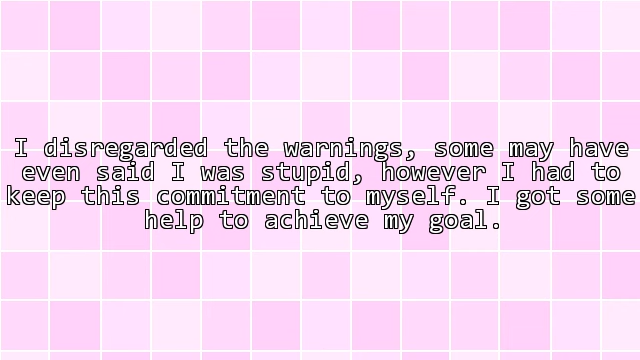 I disregarded the warnings, some may have
even said I was stupid, however I had to
keep this commitment to myself. I got some
help to achieve my goal.